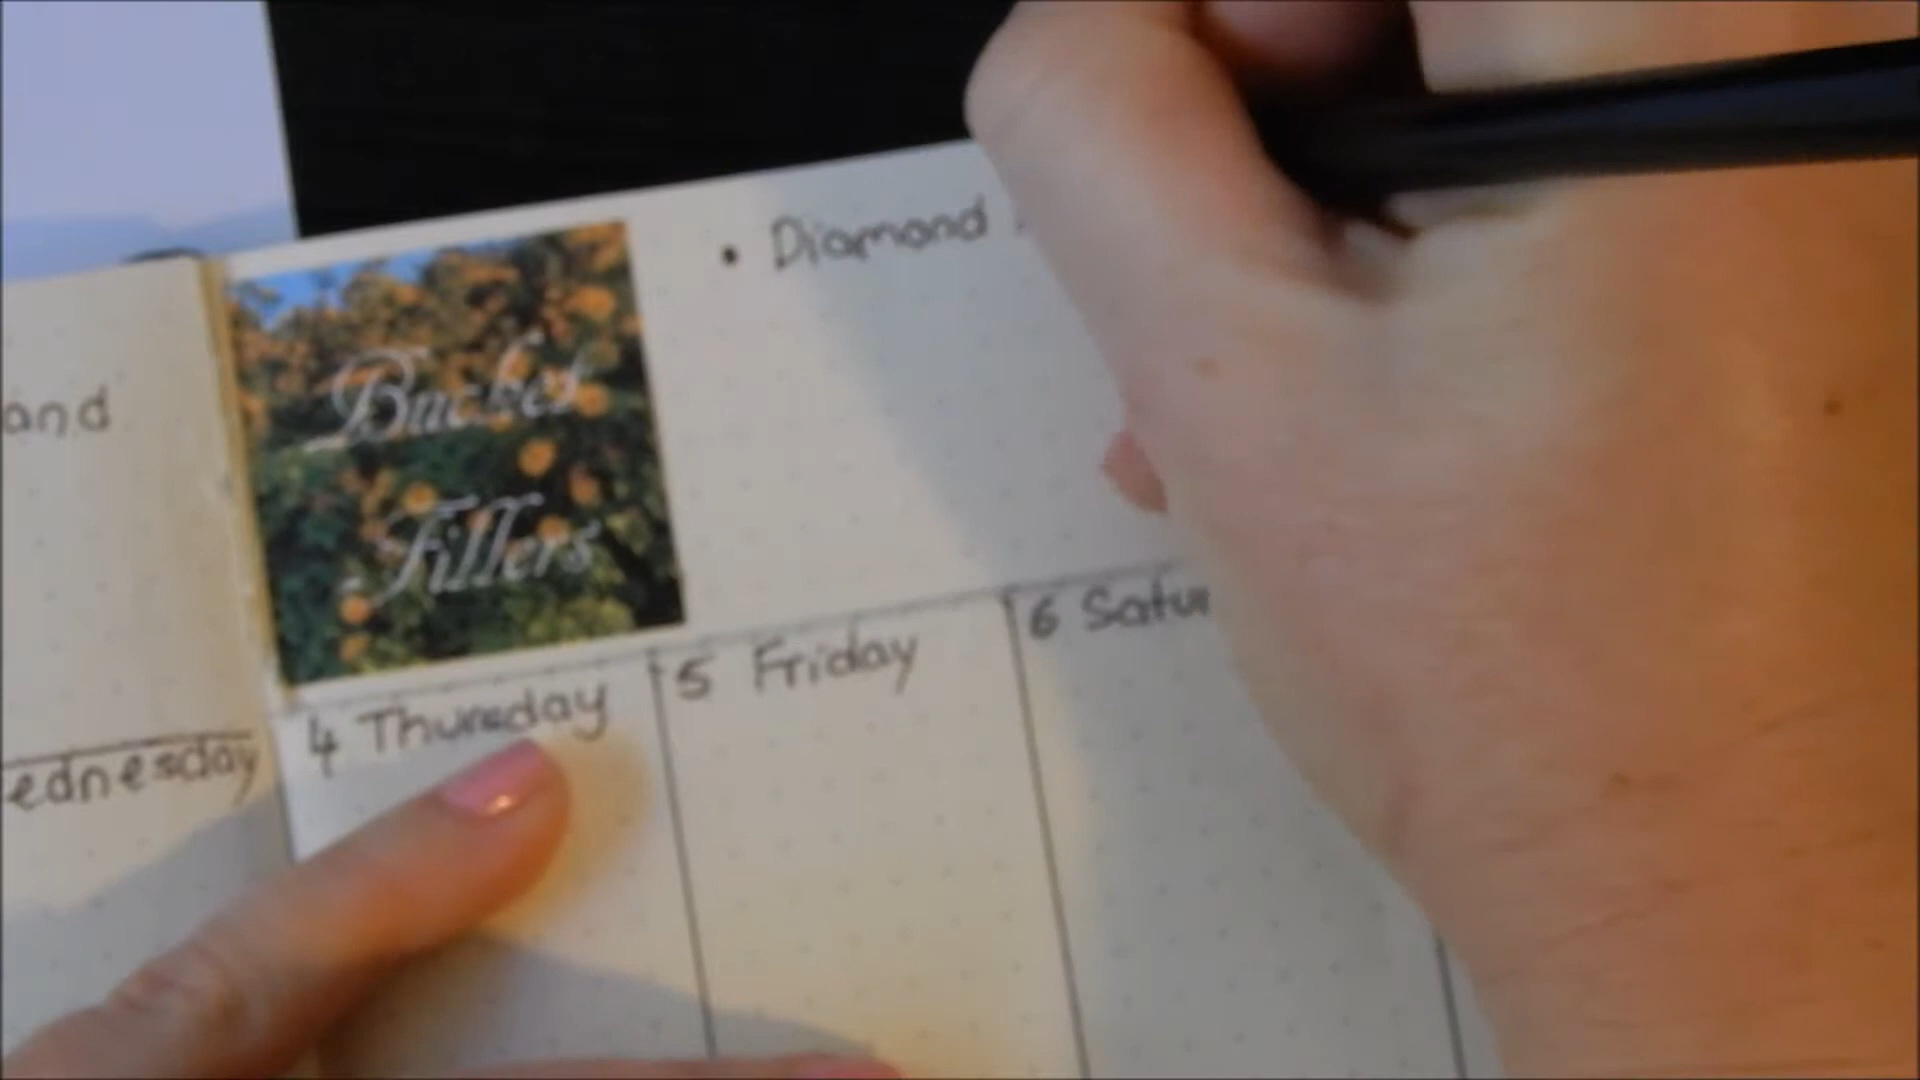 and
ednesday
Bucket
Fillers
• Diamond
4 Thursday
5 Friday
6 Satur